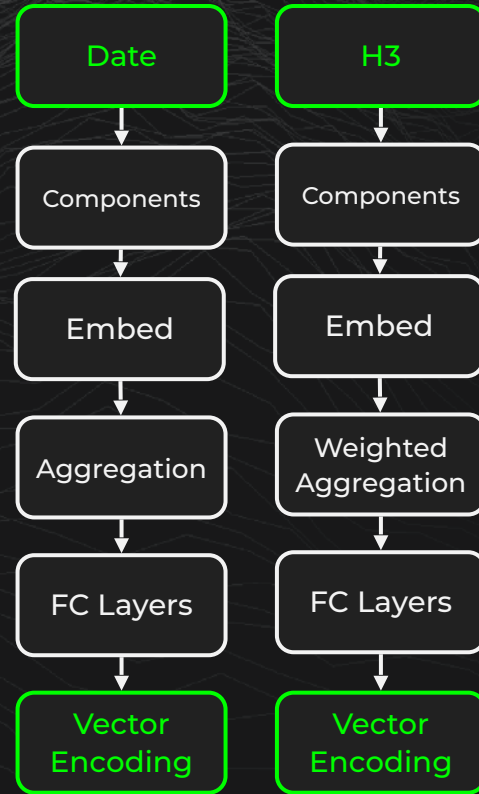 Date
Components
Embed
Aggregation
FC Layers
Vector
Encoding
H3
Components
Embed
Weighted
Aggregation
FC Layers
Vector
Encoding